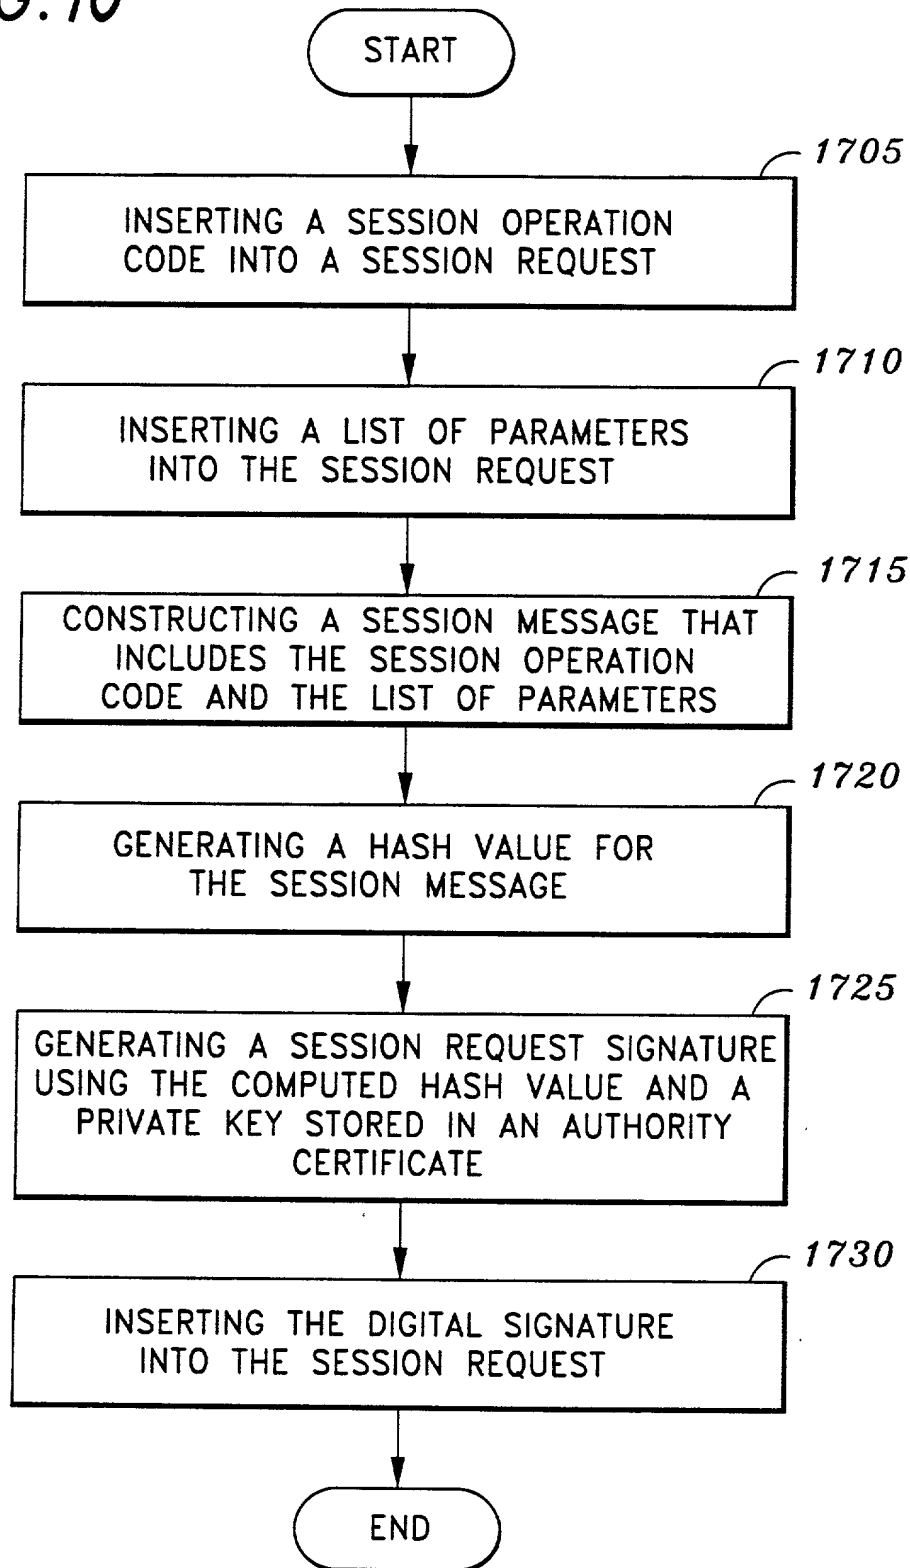 G. 10
START
1705
INSERTING A SESSION OPERATION
CODE INTO A SESSION REQUEST
1710
INSERTING A LIST OF PARAMETERS
INTO THE SESSION REQUEST
1715
CONSTRUCTING A SESSION MESSAGE THAT
INCLUDES THE SESSION OPERATION
CODE AND THE LIST OF PARAMETERS
1720
GENERATING A HASH VALUE FOR
THE SESSION MESSAGE
1725
GENERATING A SESSION REQUEST SIGNATURE
USING THE COMPUTED HASH VALUE AND A
PRIVATE KEY STORED IN AN AUTHORITY
CERTIFICATE
1730
INSERTING THE DIGITAL SIGNATURE
INTO THE SESSION REQUEST
END